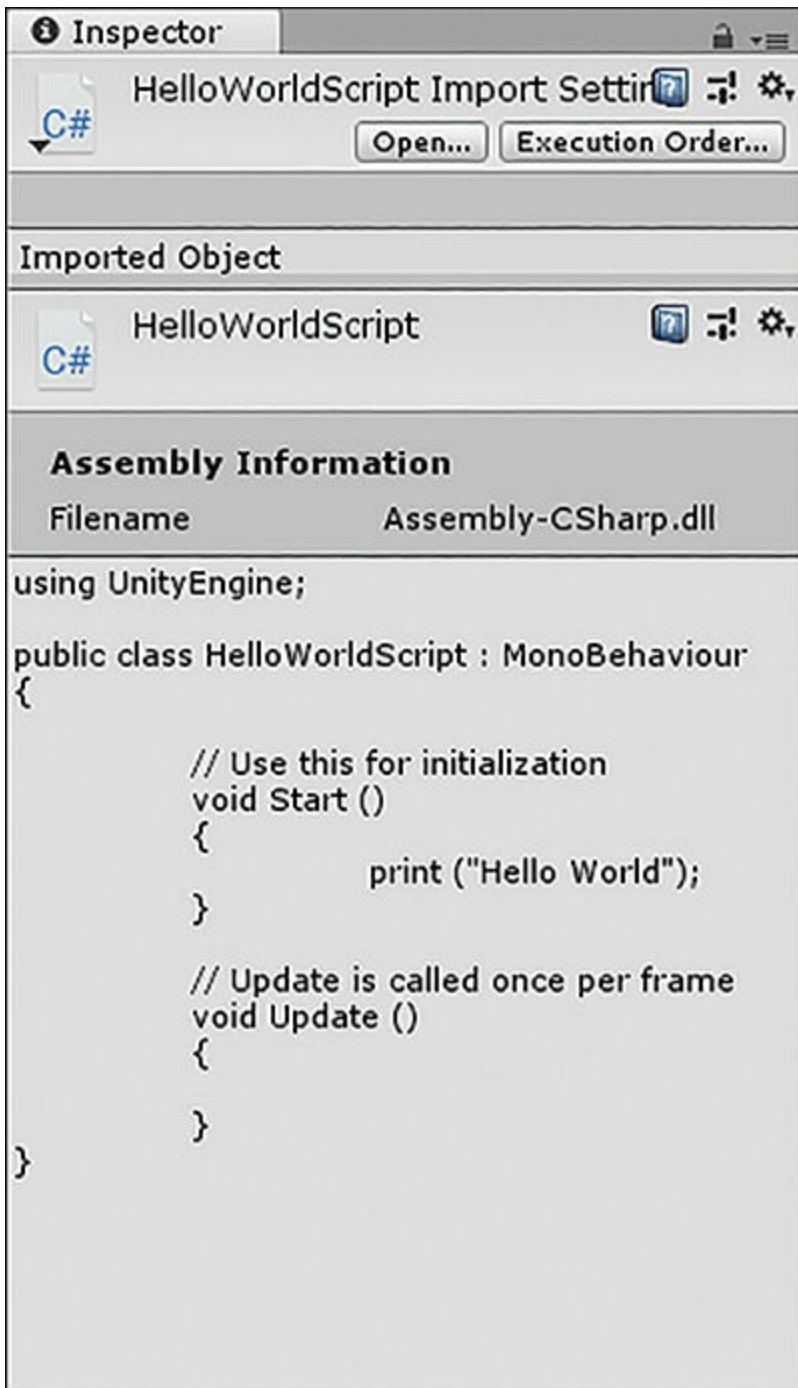 Inspector
HelloWorldScript Import Settin
C#
Open... Execution Order...
Imported Object
HelloWorldScript
C#
Assembly Information
Filename Assembly-CSharp.dll
using UnityEngine;
public class HelloWorldScript : MonoBehaviour
{
// Use this for initialization
void Start ()
{
print ("Hello World");
}
// Update is called once per frame
void Update ()
{
}
}